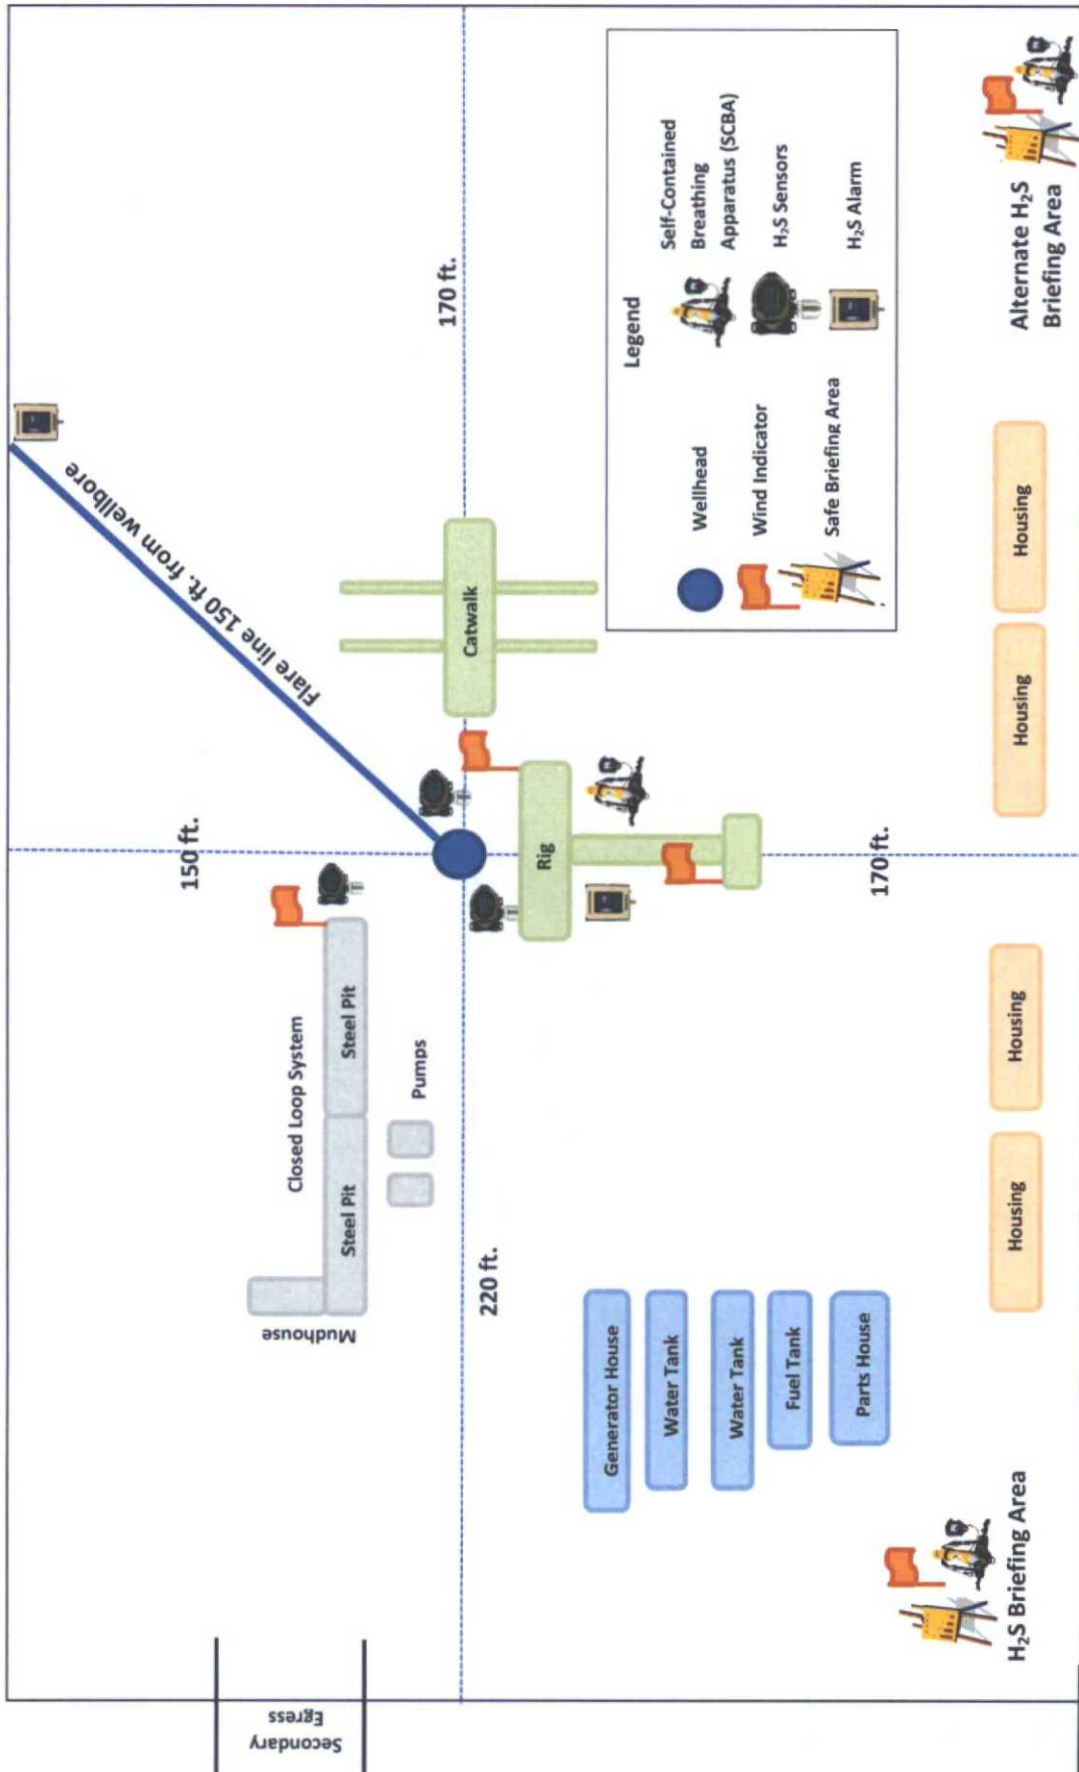 150 ft.
Flare line 150 ft. from wellbore
170 ft.
Secondary
Egress
Mudhouse
Closed Loop System
Steel Pit
Steel Pit
Pumps
220 ft.
Rig
Catwalk
170 ft.
Generator House
Water Tank
Water Tank
Fuel Tank
Parts House
Legend
Wellhead
Wind Indicator
Safe Briefing Area
Self-Contained
Breathing
Apparatus (SCBA)
H₂S Sensors
H₂S Alarm
Housing
Housing
Housing
Housing
H₂S Briefing Area
Alternate H₂S
Briefing Area